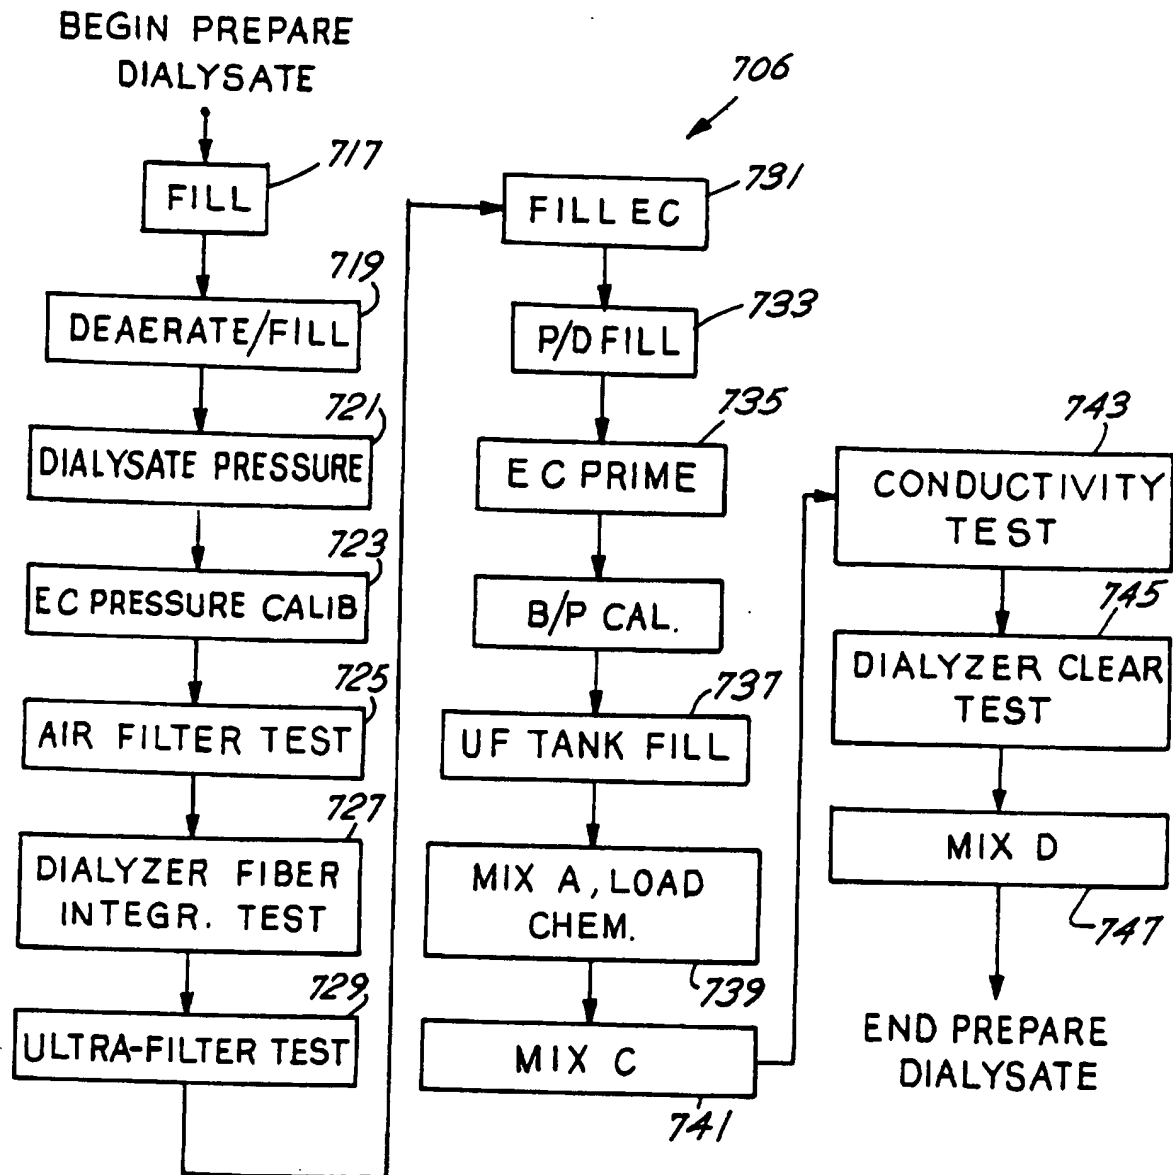 BEGIN PREPARE
DIALYSATE
717
FILL
719
DEAERATE/FILL
721
DIALYSATE PRESSURE
723
EC PRESSURE CALIB
725
AIR FILTER TEST
727
DIALYZER FIBER
INTEGR. TEST
729
ULTRA-FILTER TEST
706
731
FILL EC
733
P/D FILL
735
EC PRIME
B/P CAL.
737
UF TANK FILL
MIX A, LOAD
CHEM.
739
MIX C
741
743
CONDUCTIVITY
TEST
745
DIALYZER CLEAR
TEST
MIX D
747
END PREPARE
DIALYSATE